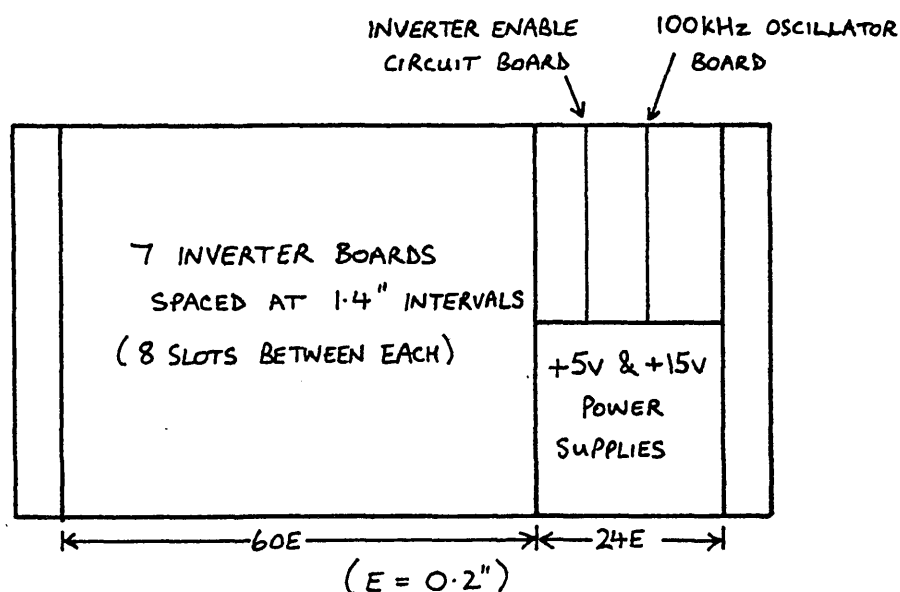 INVERTER ENABLE
CIRCUIT BOARD
100KHz OSCILLATOR
BOARD
7 INVERTER BOARDS
SPACED AT 1.4" INTERVALS
(8 SLOTS BETWEEN EACH)
+5V & +15V
POWER
SUPPLIES
60E
24E
(E = 0.2")